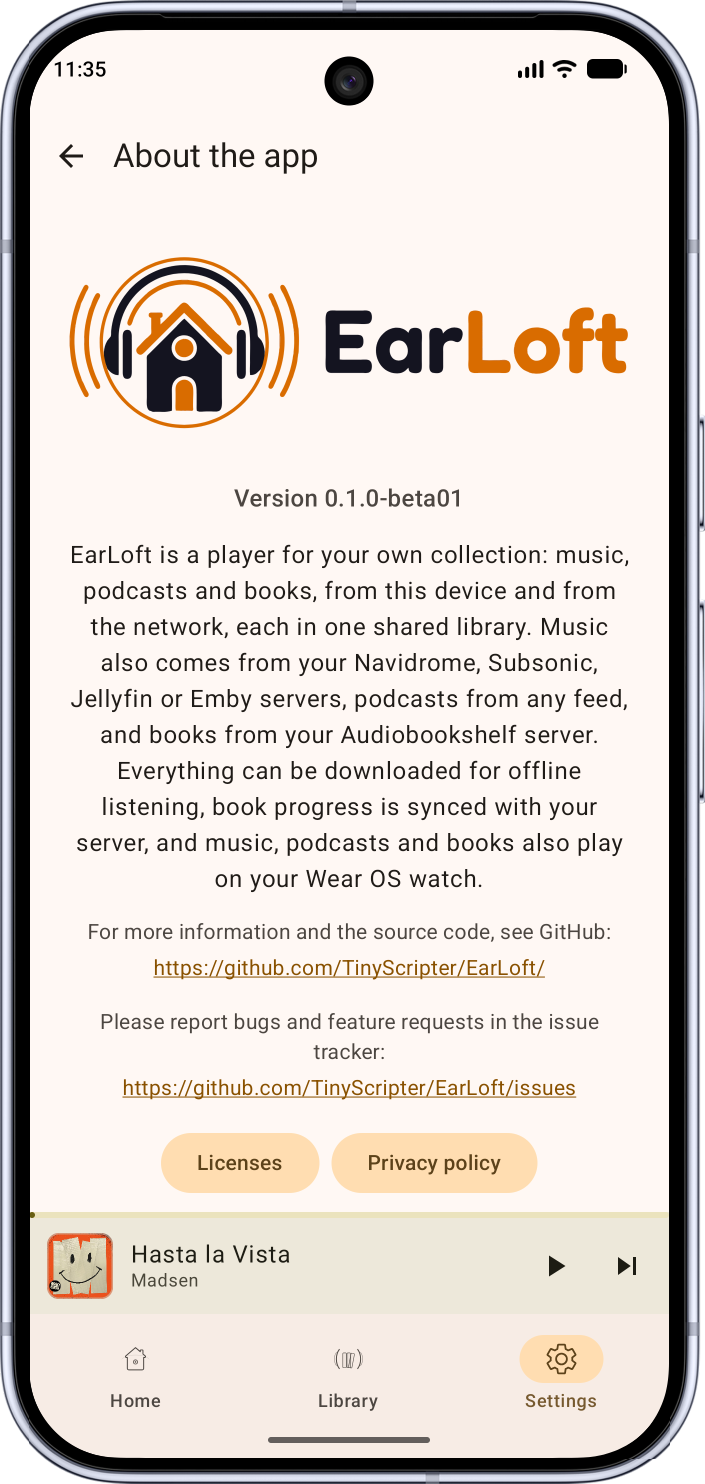 11:35
About the app
EarLoft
Version 0.1.0-beta01
EarLoft is a player for your own collection: music,
podcasts and books, from this device and from
the network, each in one shared library. Music
also comes from your Navidrome, Subsonic,
Jellyfin or Emby servers, podcasts from any feed,
and books from your Audiobookshelf server.
Everything can be downloaded for offline
listening, book progress is synced with your
server, and music, podcasts and books also play
on your Wear OS watch.
For more information and the source code, see GitHub:
https://github.com/TinyScripter/EarLoft/
Please report bugs and feature requests in the issue
tracker:
https://github.com/TinyScripter/EarLoft/issues
Licenses
Privacy policy
Hasta la Vista
Madsen
Home
Library
Settings